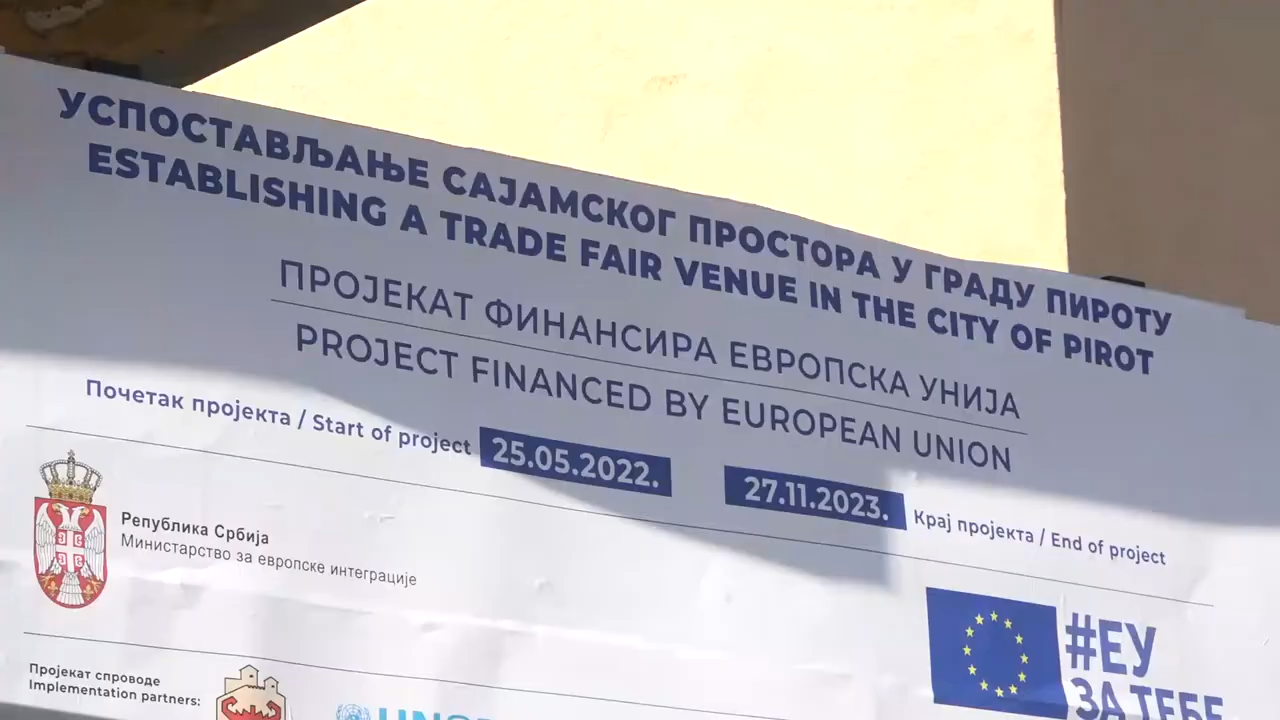 УСПОСТАВЉАЊЕ САЈАМСКОГ ПРОСТОРА У ГРАДУ ПИРОТУ
ESTABLISHING A TRADE FAIR VENUE IN THE CITY OF PIROT
ПРОЈЕКАТ ФИНАНСИРА ЕВРОПСКА УНИЈА
PROJECT FINANCED BY EUROPEAN UNION
Почетак пројекта / Start of project 25.05.2022. 27.11.2023. Крај пројекта / End of project
Република Србија
Министарство за европске интеграције
#ЕУ
ЗА ТЕБЕ
Пројекат спроводе
Implementation partners: